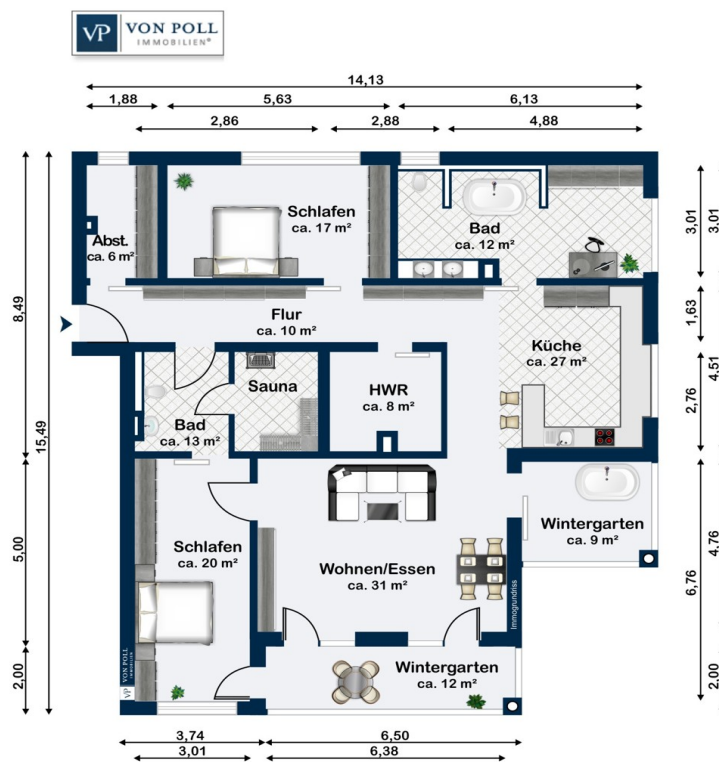 VP VON POLL
IMMOBILIEN®
14,13
1,88 5,63 6,13
2,86 2,88 4,88
8,49
15,49
5,00
2,00
3,01 3,01
1,63
4.51
2,76
4.76
6,76
2.00
Abst.
ca. 6 m²
Schlafen
ca. 17 m²
Bad
ca. 12 m²
Flur
ca. 10 m²
Küche
ca. 27 m²
Sauna
Bad
ca. 13 m²
HWR
ca. 8 m²
Schlafen
ca. 20 m²
Wohnen/Essen
ca. 31 m²
Wintergarten
ca. 9 m²
Wintergarten
ca. 12 m²
Immogrundriss
VP VON POLL
IMMOBILIEN
3,74 6,50
3,01 6,38